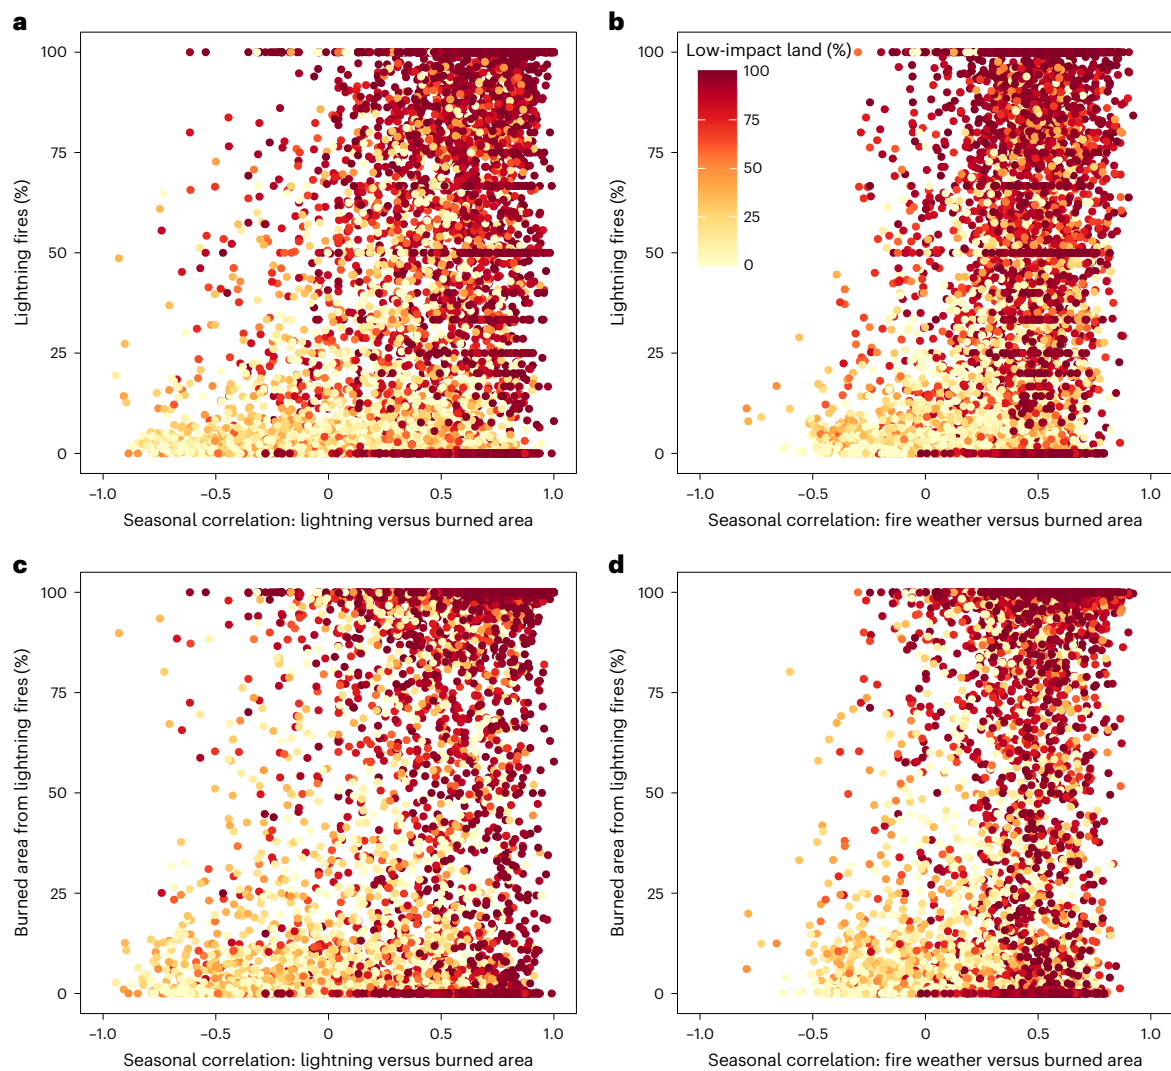 a
100
75
50
25
0
Lightning fires (%)
−1.0 −0.5 0 0.5 1.0
Seasonal correlation: lightning versus burned area
b
Low-impact land (%)
100
75
50
25
0
100
75
50
25
0
Lightning fires (%)
−1.0 −0.5 0 0.5 1.0
Seasonal correlation: fire weather versus burned area
c
100
75
50
25
0
Burned area from lightning fires (%)
−1.0 −0.5 0 0.5 1.0
Seasonal correlation: lightning versus burned area
d
100
75
50
25
0
Burned area from lightning fires (%)
−1.0 −0.5 0 0.5 1.0
Seasonal correlation: fire weather versus burned area